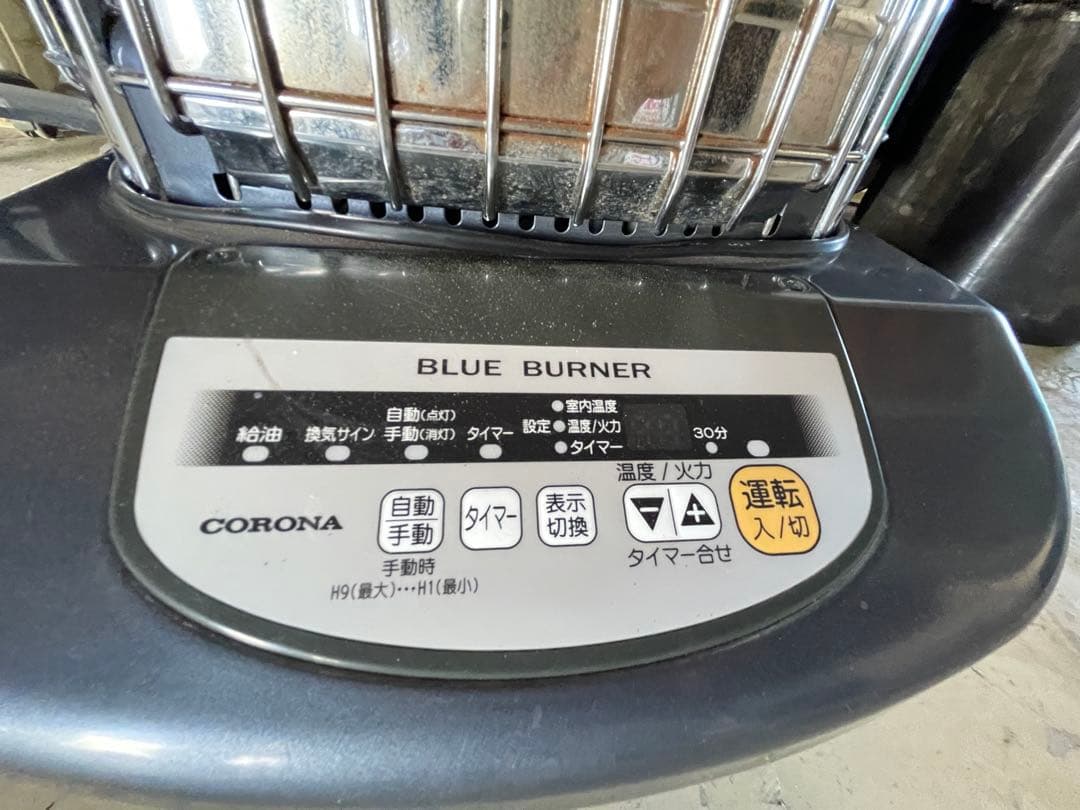 BLUE BURNER
給油
換気サイン
自動(点灯)
手動(消灯)
タイマー
設定
室内温度
温度/火力
タイマー
30分
温度/火力
CORONA
自動
手動
タイマー
表示
切換
▼ +
運転
入/切
手動時
タイマー合せ
H9(最大)…H1(最小)